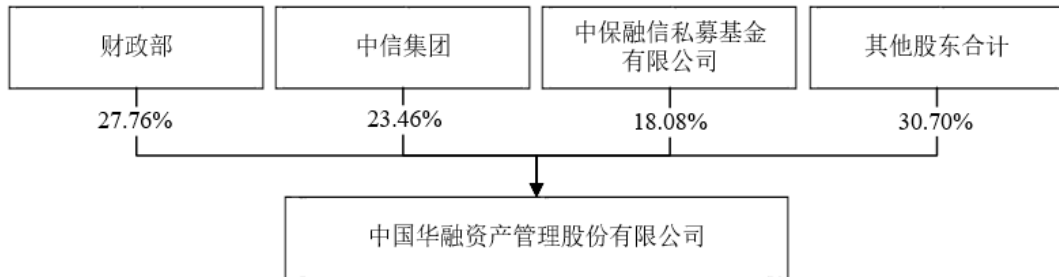 财政部
中信集团
中保融信私募基金
有限公司
其他股东合计
27.76%
23.46%
18.08%
30.70%
中国华融资产管理股份有限公司